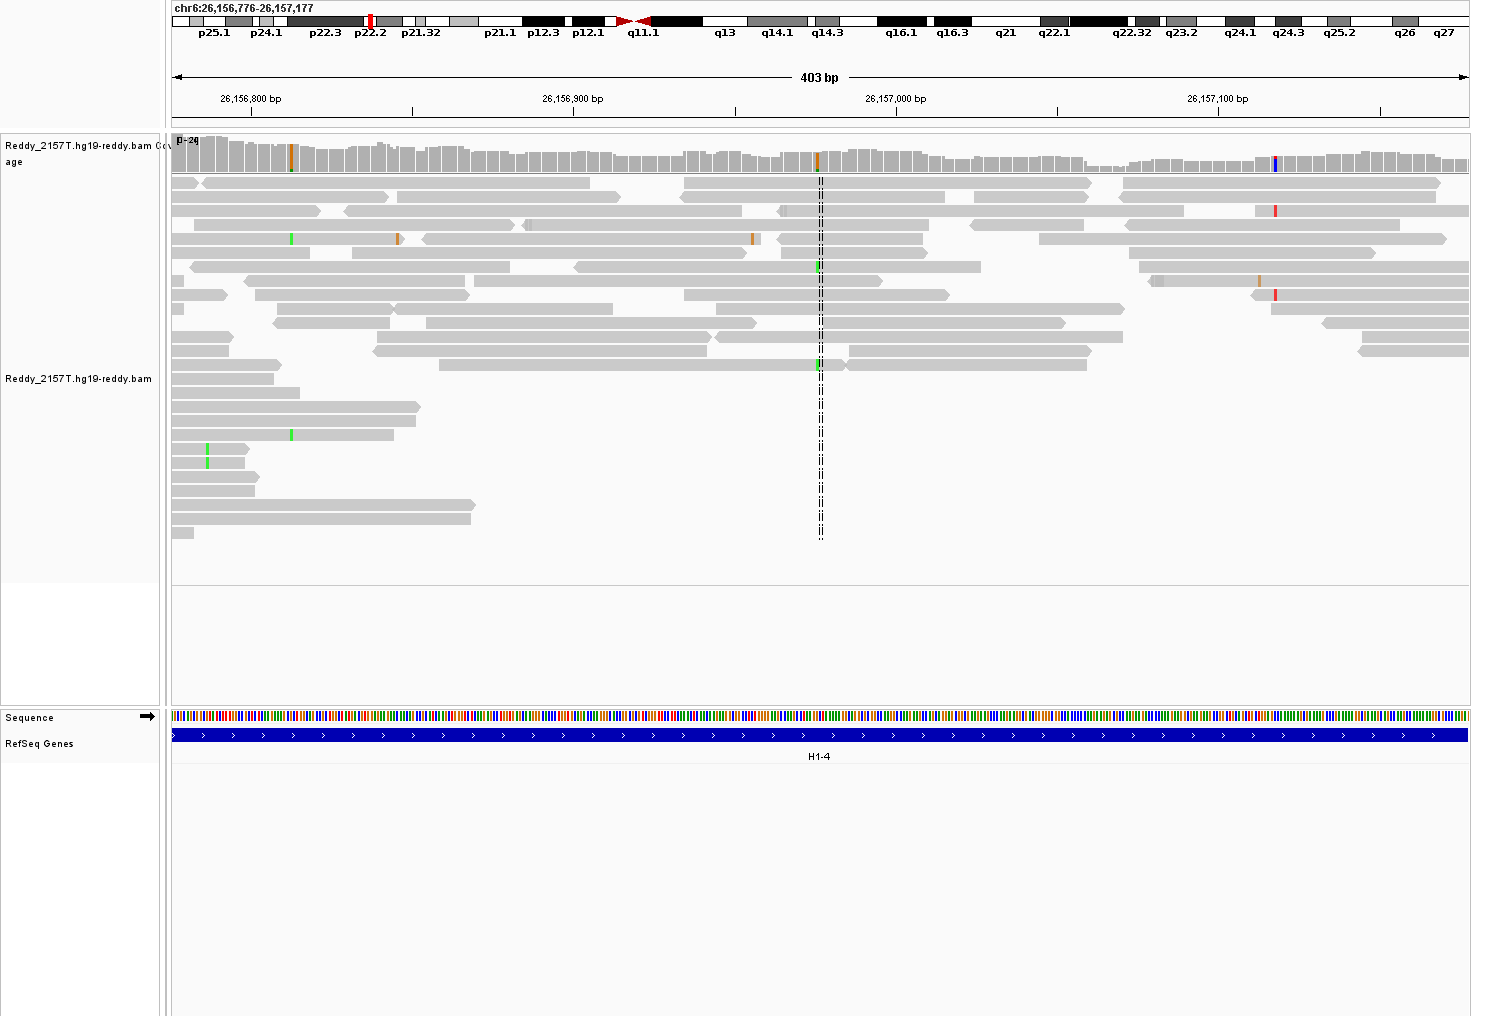 chr6:26,156,776-26,157,177
p25.1 p24.1 p22.3 p22.2 p21.32 p21.1 p12.3 p12.1 q11.1 q13 q14.1 q14.3 q16.1 q16.3 q21 q22.1 q22.32 q23.2 q24.1 q24.3 q25.2 q26 q27
403 bp
26,156,800 bp 26,156,900 bp 26,157,000 bp 26,157,100 bp
Reddy_2157T.hg19-reddy.bam Cov
age
Reddy_2157T.hg19-reddy.bam
Sequence
RefSeq Genes
H1-4